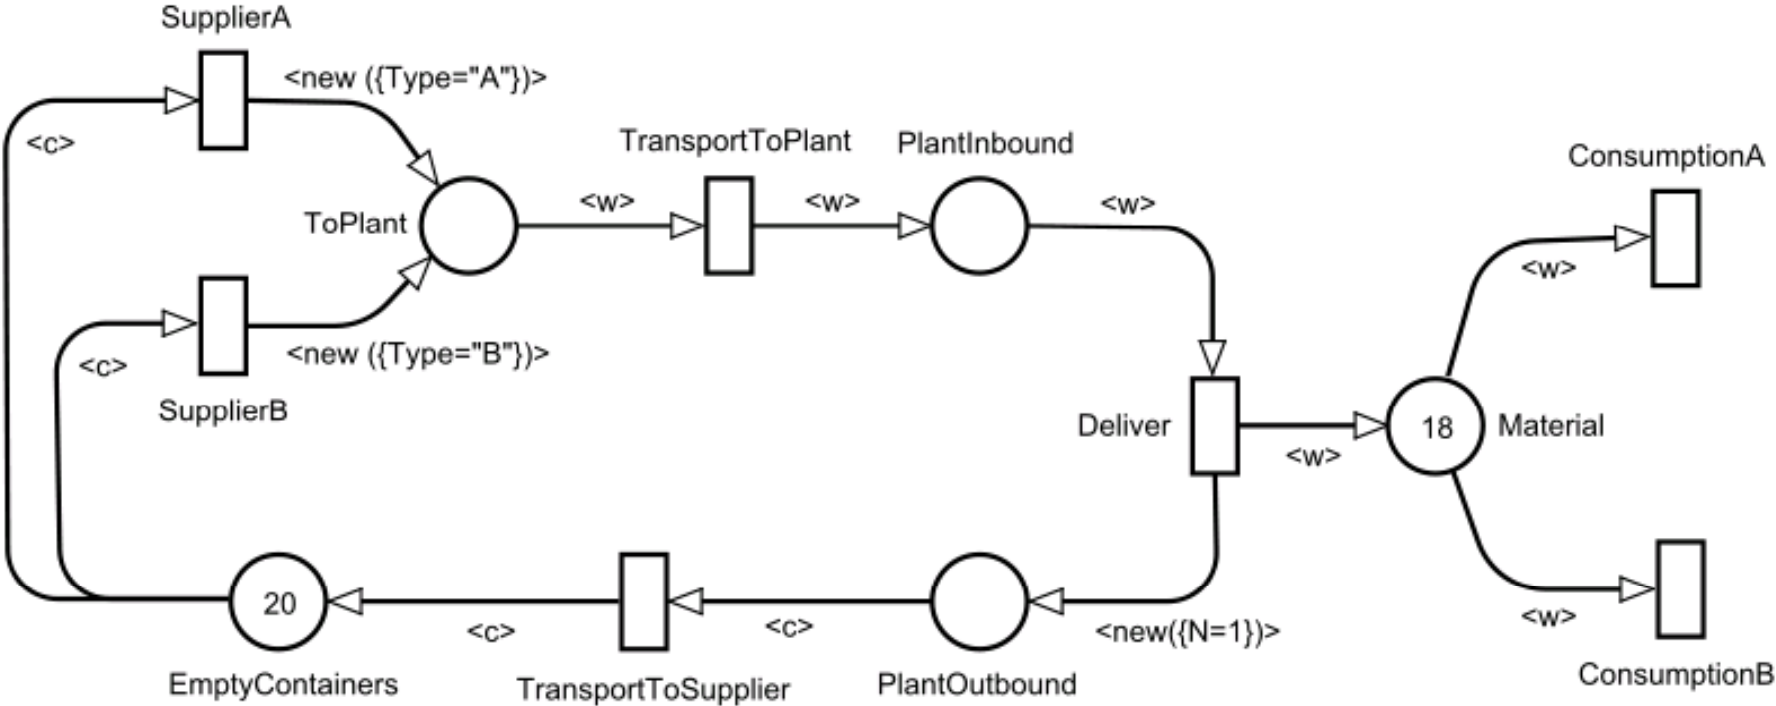 SupplierA
<new ({Type="A"})>
<c>
TransportToPlant
PlantInbound
ConsumptionA
ToPlant
<w>
<w>
<w>
<w>
<c>
<new ({Type="B"})>
SupplierB
Deliver
<w>
18
Material
20
<c>
<c>
<new({N=1})>
<w>
EmptyContainers
TransportToSupplier
PlantOutbound
ConsumptionB